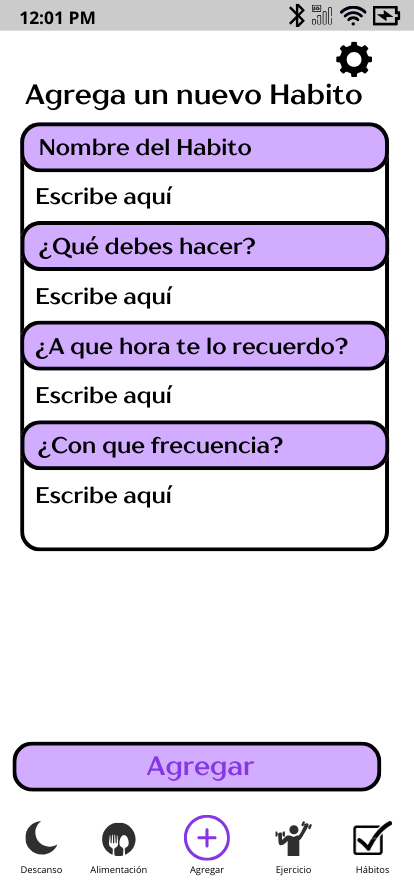 12:01 PM
Agrega un nuevo Habito
Nombre del Habito
Escribe aquí
¿Qué debes hacer?
Escribe aquí
¿A que hora te lo recuerdo?
Escribe aquí
¿Con que frecuencia?
Escribe aquí
Agregar
Descanso
Alimentación
Agregar
Ejercicio
Hábitos